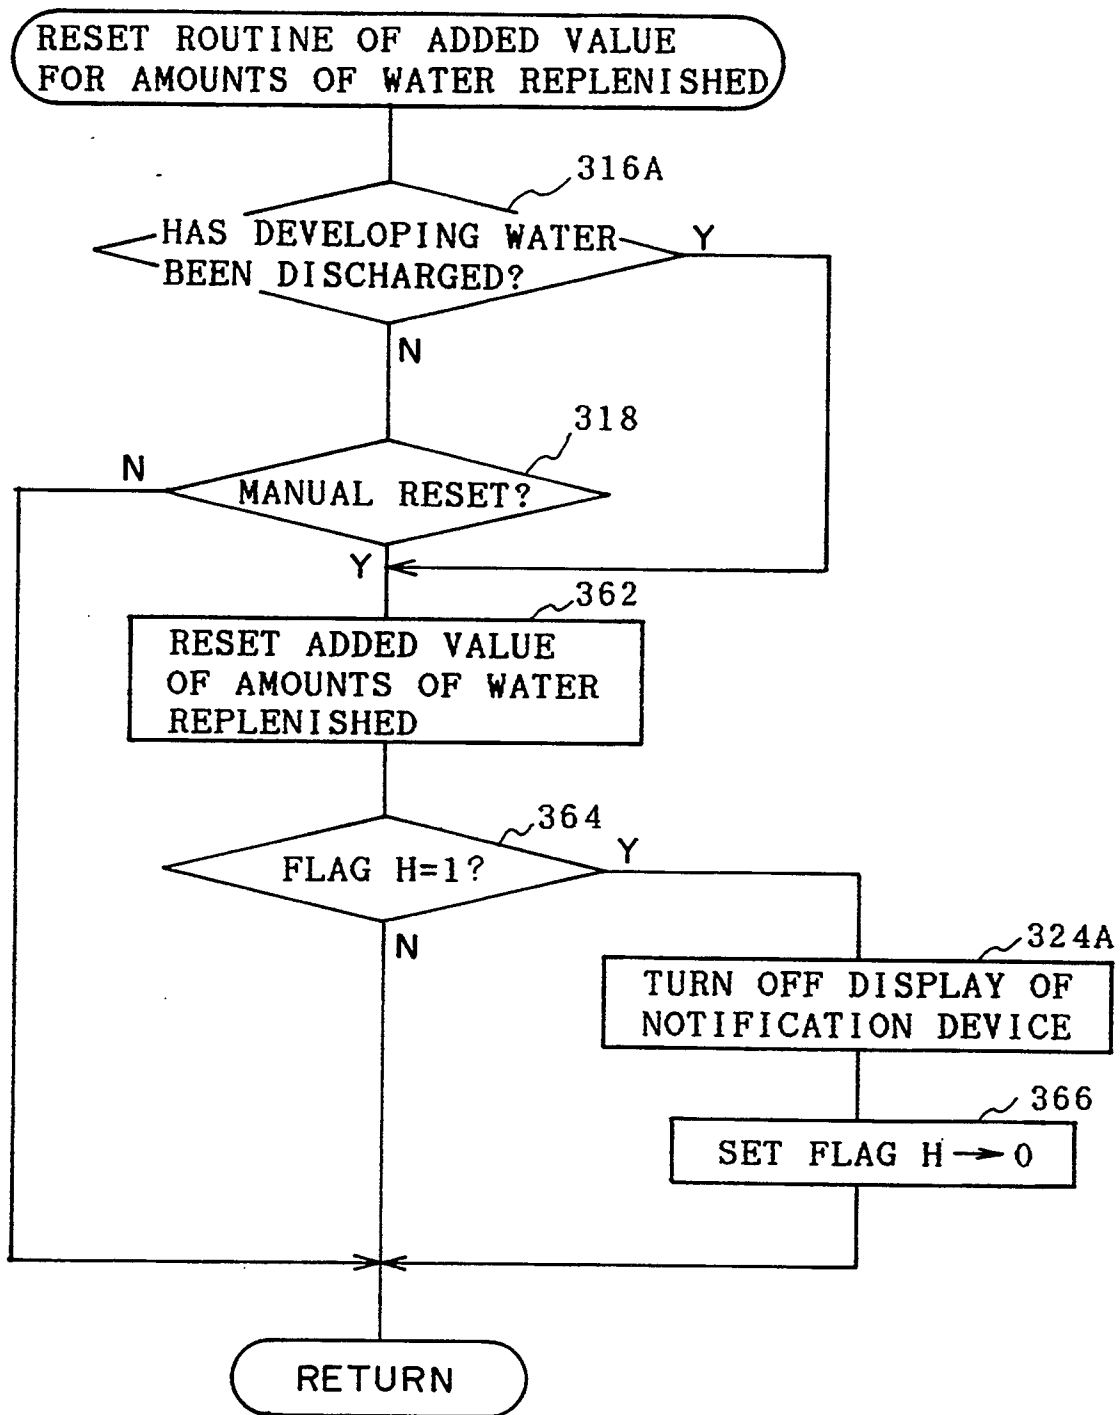 RESET ROUTINE OF ADDED VALUE
FOR AMOUNTS OF WATER REPLENISHED
316A
HAS DEVELOPING WATER
BEEN DISCHARGED?
Y
N
318
N
MANUAL RESET?
Y
362
RESET ADDED VALUE
OF AMOUNTS OF WATER
REPLENISHED
364
FLAG H=1?
Y
N
324A
TURN OFF DISPLAY OF
NOTIFICATION DEVICE
366
SET FLAG H→0
RETURN